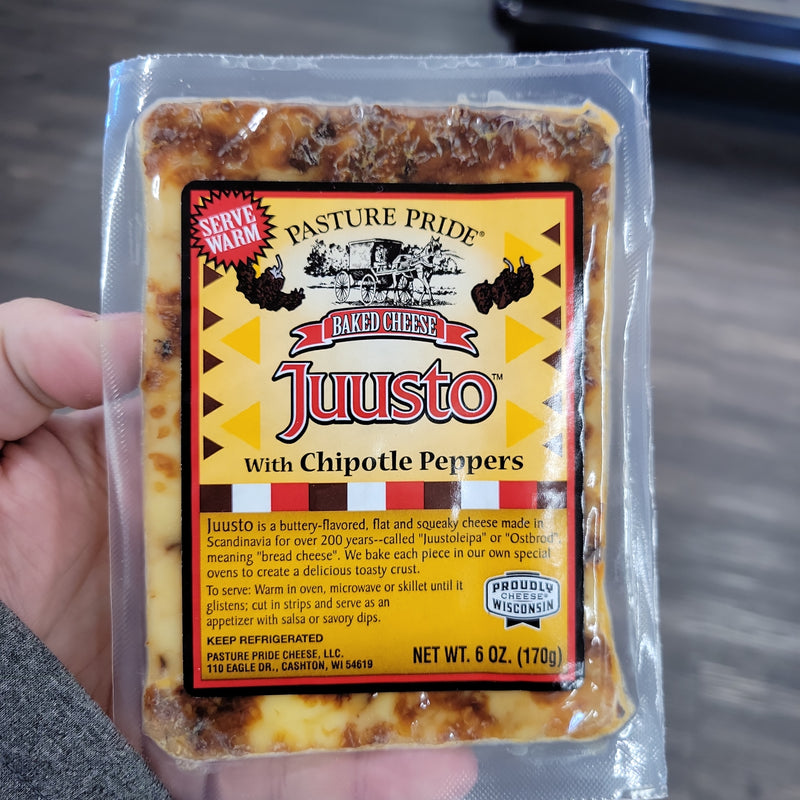 SERVE
WARM
PASTURE PRIDE®
BAKED CHEESE
Juusto™
With Chipotle Peppers
Juusto is a buttery-flavored, flat and squeaky cheese made in
Scandinavia for over 200 years--called "Juustoleipa" or "Ostbrod",
meaning "bread cheese". We bake each piece in our own special
ovens to create a delicious toasty crust.
To serve: Warm in oven, microwave or skillet until it
glistens; cut in strips and serve as an
appetizer with salsa or savory dips.
PROUDLY
CHEESE®
WISCONSIN
KEEP REFRIGERATED
PASTURE PRIDE CHEESE, LLC.
110 EAGLE DR., CASHTON, WI 54619
NET WT. 6 OZ. (170g)